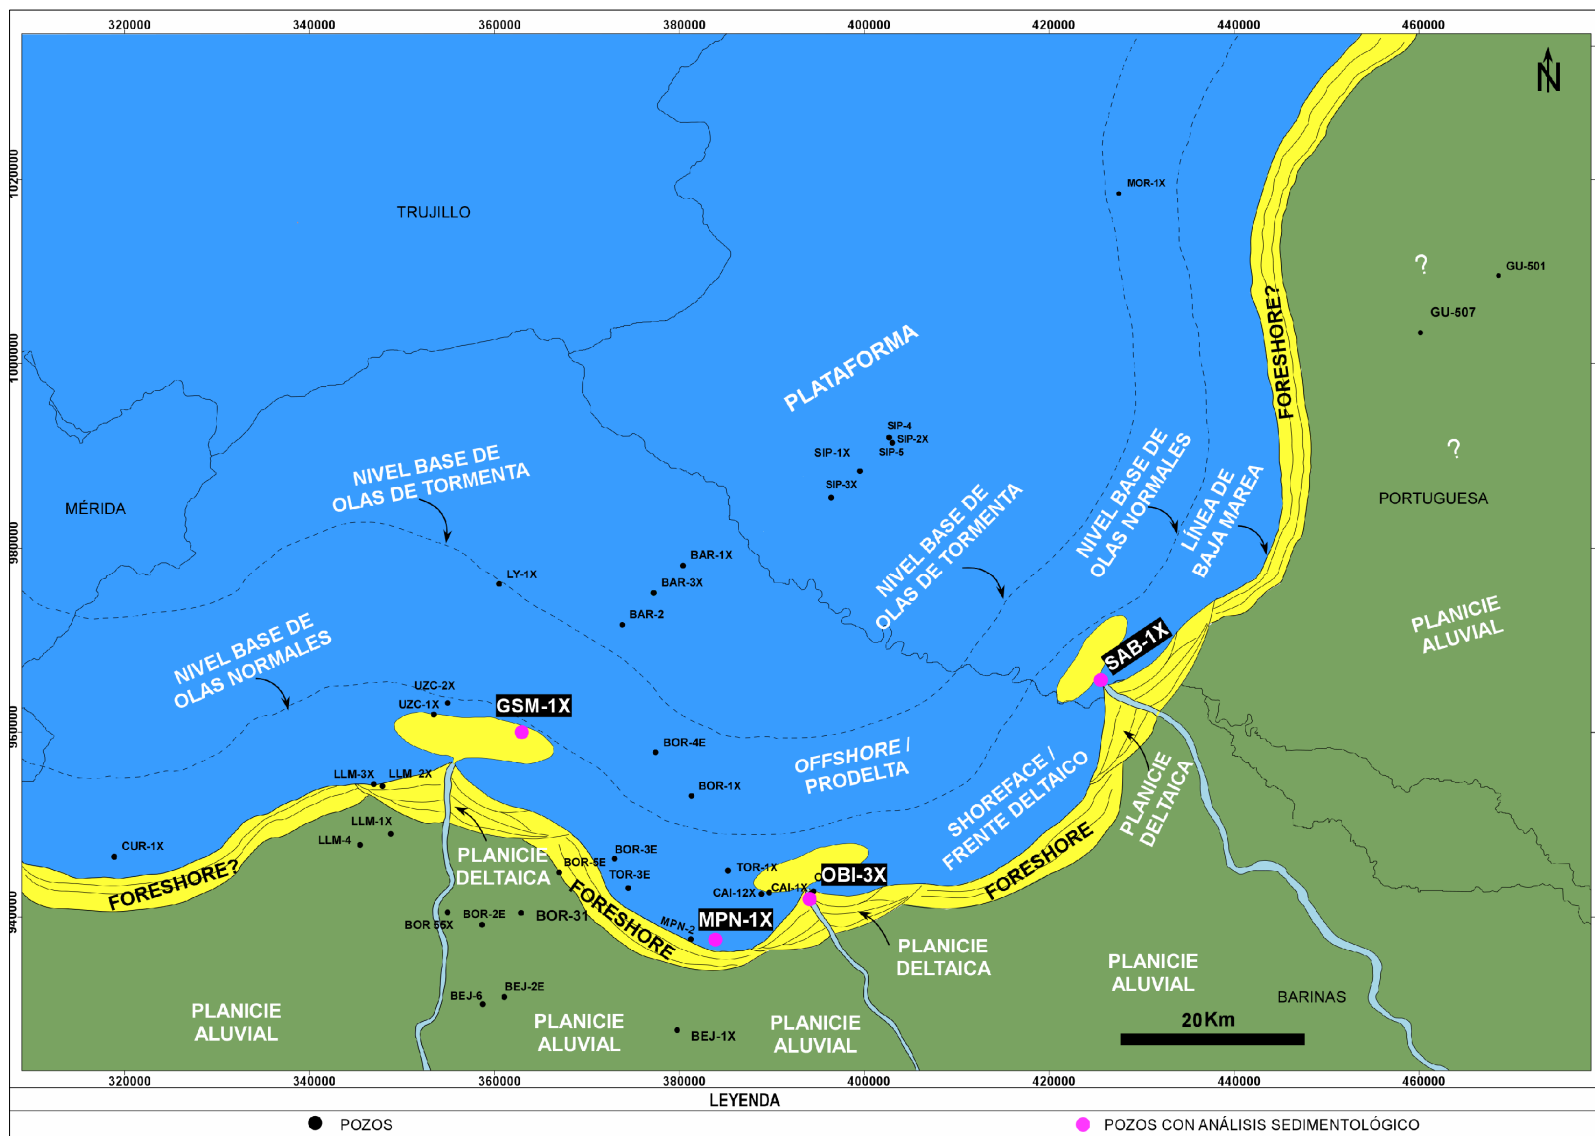 320000 340000 360000 380000 400000 420000 440000 460000
N
1020000
1000000
980000
960000
940000
TRUJILLO
MOR-1X
?
GU-501
GU-507
FORESHORE?
PLATAFORMA
SIP-4
SIP-2X
SIP-5
SIP-1X
SIP-3X
NIVEL BASE DE
OLAS DE TORMENTA
MÉRIDA
NIVEL BASE DE
OLAS NORMALES
LÍNEA DE
BAJA MAREA
?
PORTUGUESA
NIVEL BASE DE
OLAS DE TORMENTA
BAR-1X
LY-1X
BAR-3X
BAR-2
PLANICIE
ALUVIAL
NIVEL BASE DE
OLAS NORMALES
SAB-1X
UZC-2X
UZC-1X
GSM-1X
BOR-4E
OFFSHORE /
PRODELTA
BOR-1X
SHOREFACE /
FRENTE DELTAICO
PLANICIE
DELTAICA
LLM-3X
LLM 2X
LLM-1X
LLM-4
CUR-1X
FORESHORE?
PLANICIE
DELTAICA
BOR-3E
BOR-5E
TOR-3E
TOR-1X
CAI-12X
CAI-1X
OBI-3X
FORESHORE
FORESHORE
MPN-2
MPN-1X
BOR 55X
BOR-2E
BOR-31
PLANICIE
DELTAICA
PLANICIE
ALUVIAL
BARINAS
BEJ-6
BEJ-2E
BEJ-1X
PLANICIE
ALUVIAL
PLANICIE
ALUVIAL
PLANICIE
ALUVIAL
20Km
320000 340000 360000 380000 400000 420000 440000 460000
LEYENDA
POZOS
POZOS CON ANÁLISIS SEDIMENTOLÓGICO